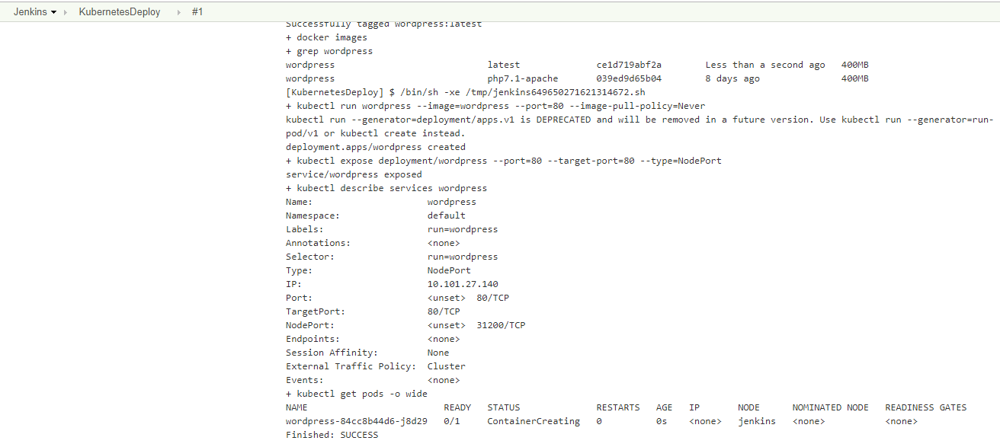 Jenkins KubernetesDeploy #1
Successfully tagged wordpress:latest
+ docker images
+ grep wordpress
wordpress latest ce1d719abf2a Less than a second ago 400MB
wordpress php7.1-apache 039ed9d65b04 8 days ago 400MB
[KubernetesDeploy] $ /bin/sh -xe /tmp/jenkins649650271621314672.sh
+ kubectl run wordpress --image=wordpress --port=80 --image-pull-policy=Never
kubectl run --generator=deployment/apps.v1 is DEPRECATED and will be removed in a future version. Use kubectl run --generator=run-
pod/v1 or kubectl create instead.
deployment.apps/wordpress created
+ kubectl expose deployment/wordpress --port=80 --target-port=80 --type=NodePort
service/wordpress exposed
+ kubectl describe services wordpress
Name: wordpress
Namespace: default
Labels: run=wordpress
Annotations: <none>
Selector: run=wordpress
Type: NodePort
IP: 10.101.27.140
Port: <unset> 80/TCP
TargetPort: 80/TCP
NodePort: <unset> 31200/TCP
Endpoints: <none>
Session Affinity: None
External Traffic Policy: Cluster
Events: <none>
+ kubectl get pods -o wide
NAME READY STATUS RESTARTS AGE IP NODE NOMINATED NODE READINESS GATES
wordpress-84cc8b44d6-j8d29 0/1 ContainerCreating 0 0s <none> jenkins <none> <none>
Finished: SUCCESS